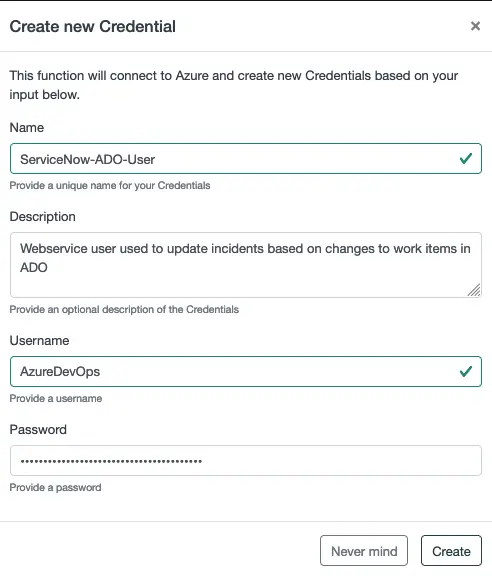 Create new Credential
×
This function will connect to Azure and create new Credentials based on your
input below.
Name
ServiceNow-ADO-User
Provide a unique name for your Credentials
Description
Webservice user used to update incidents based on changes to work items in
ADO
Provide an optional description of the Credentials
Username
AzureDevOps
Provide a username
Password
••••••••••••••••••••••••••••••••••••••••
Provide a password
Never mind
Create